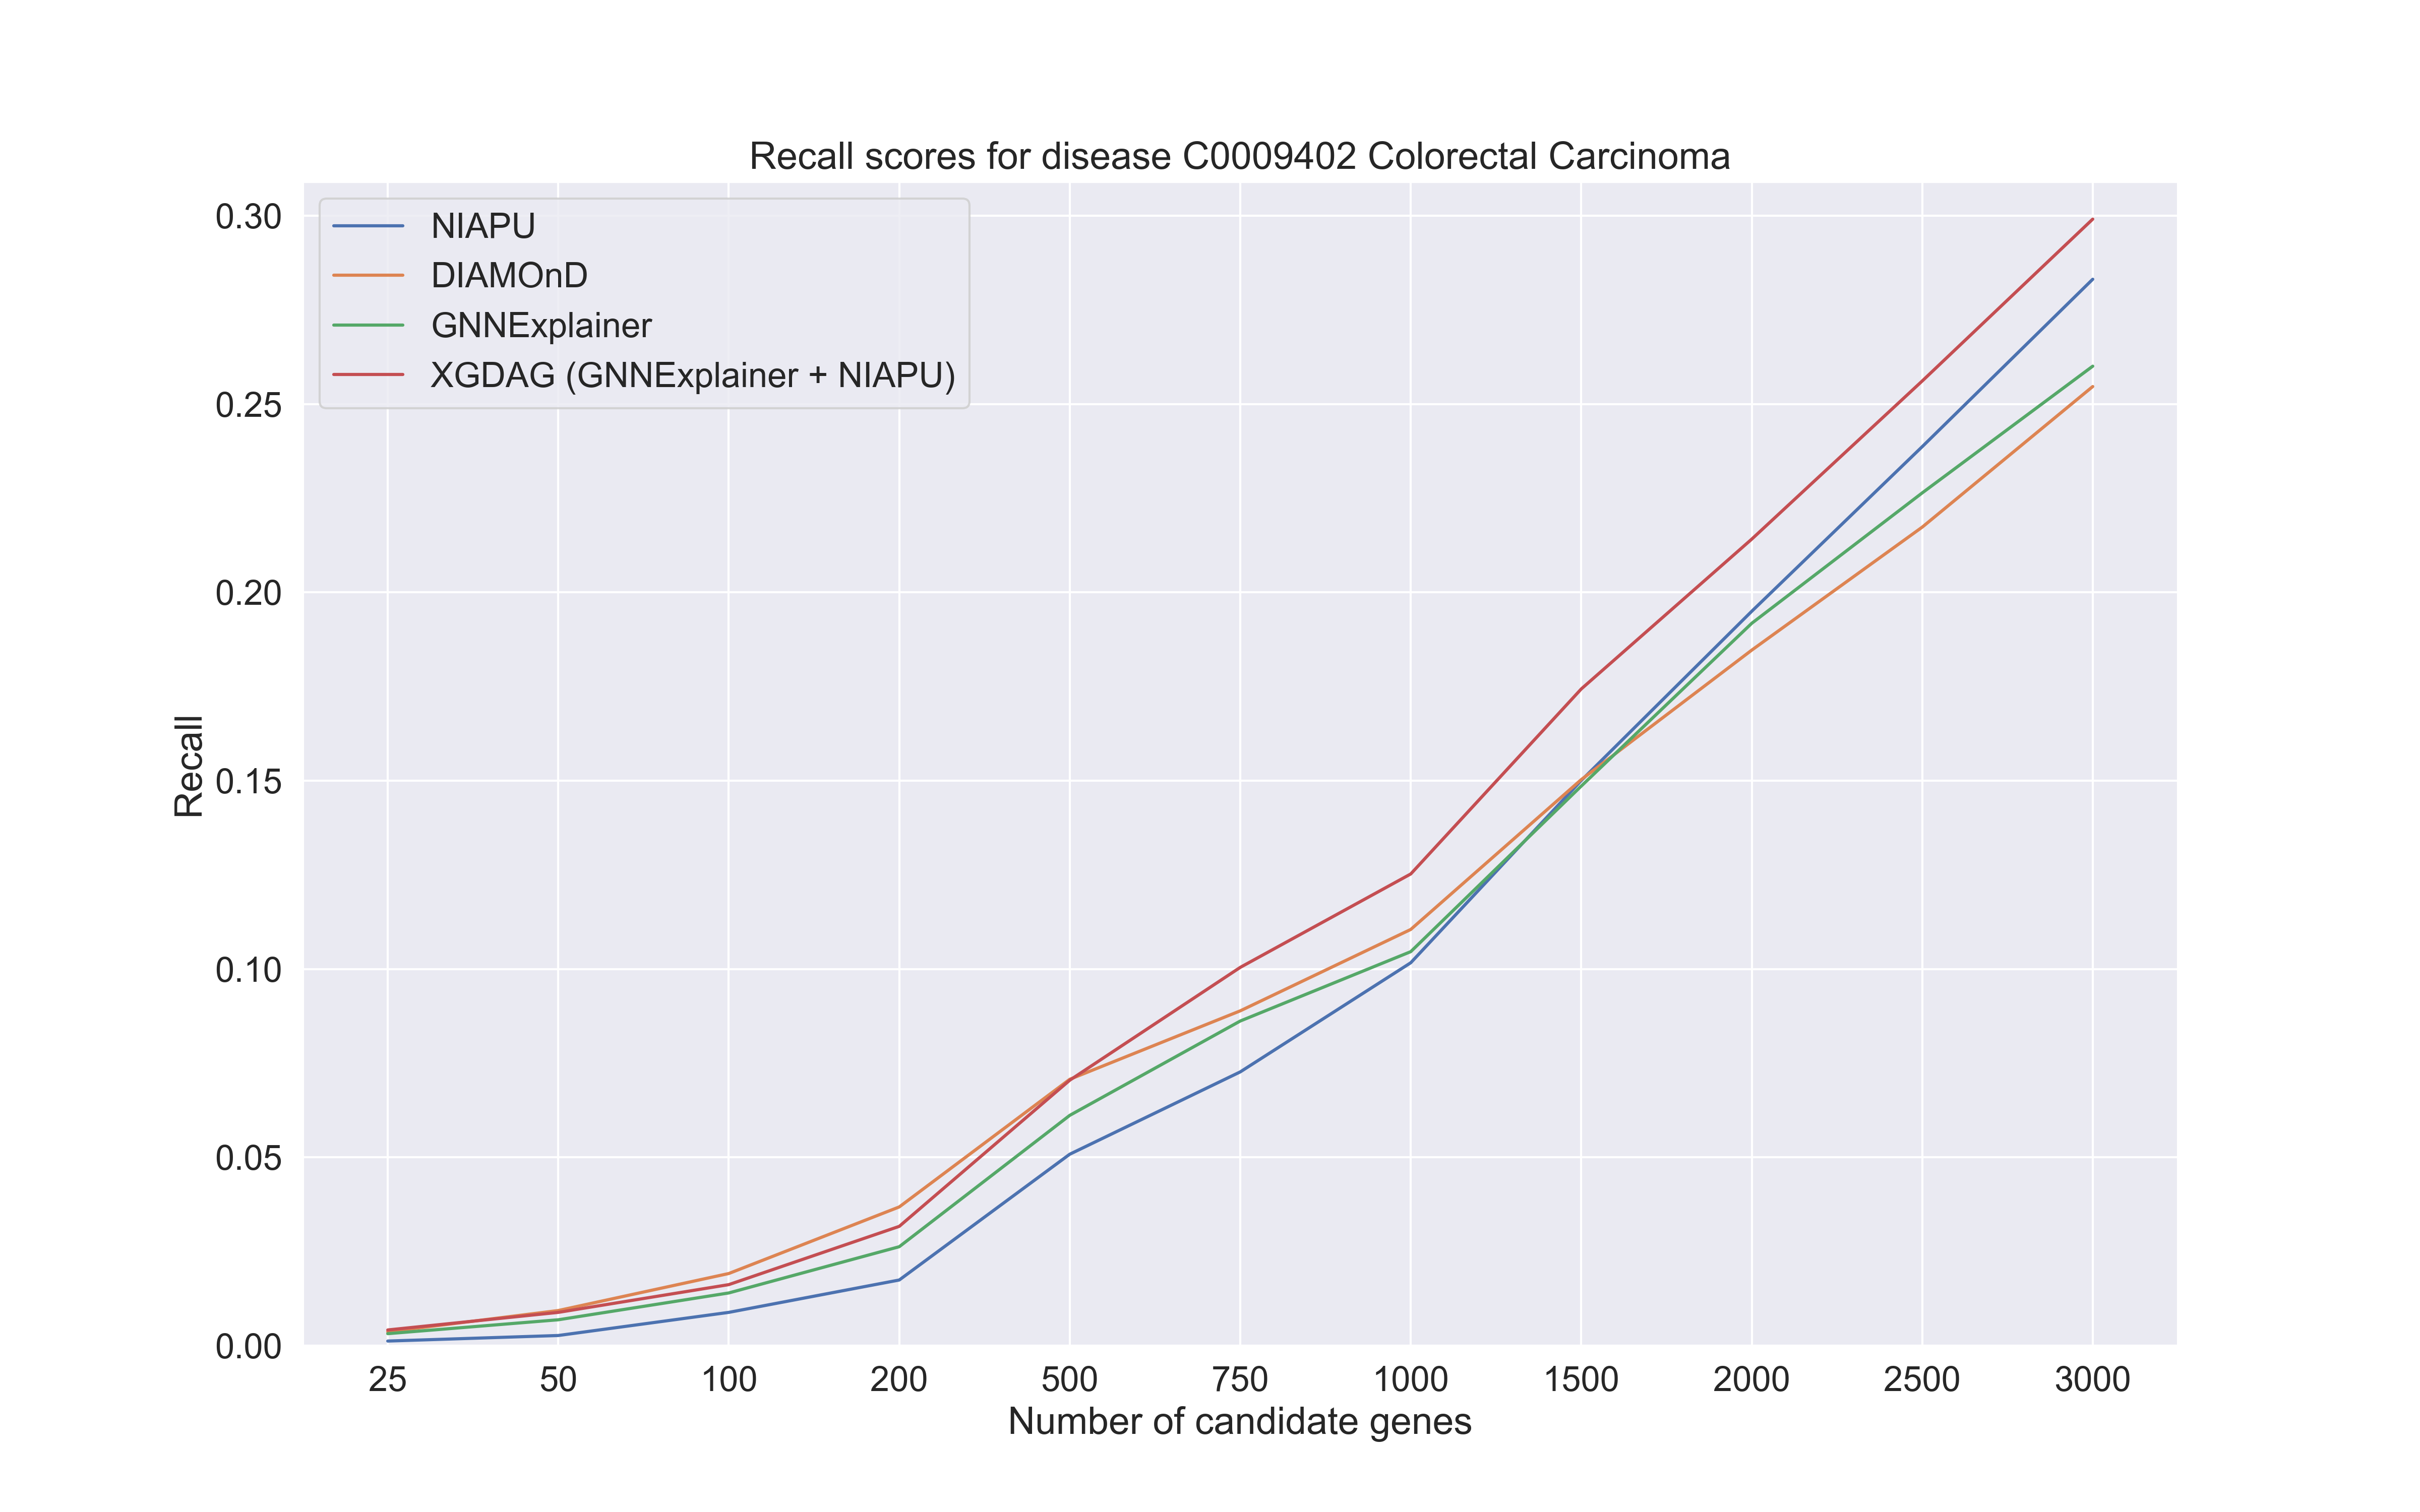 Recall scores for disease C0009402 Colorectal Carcinoma
NIAPU
DIAMOnD
GNNExplainer
XGDAG (GNNExplainer + NIAPU)
0.30
0.25
0.20
0.15
0.10
0.05
0.00
Recall
25 50 100 200 500 750 1000 1500 2000 2500 3000
Number of candidate genes